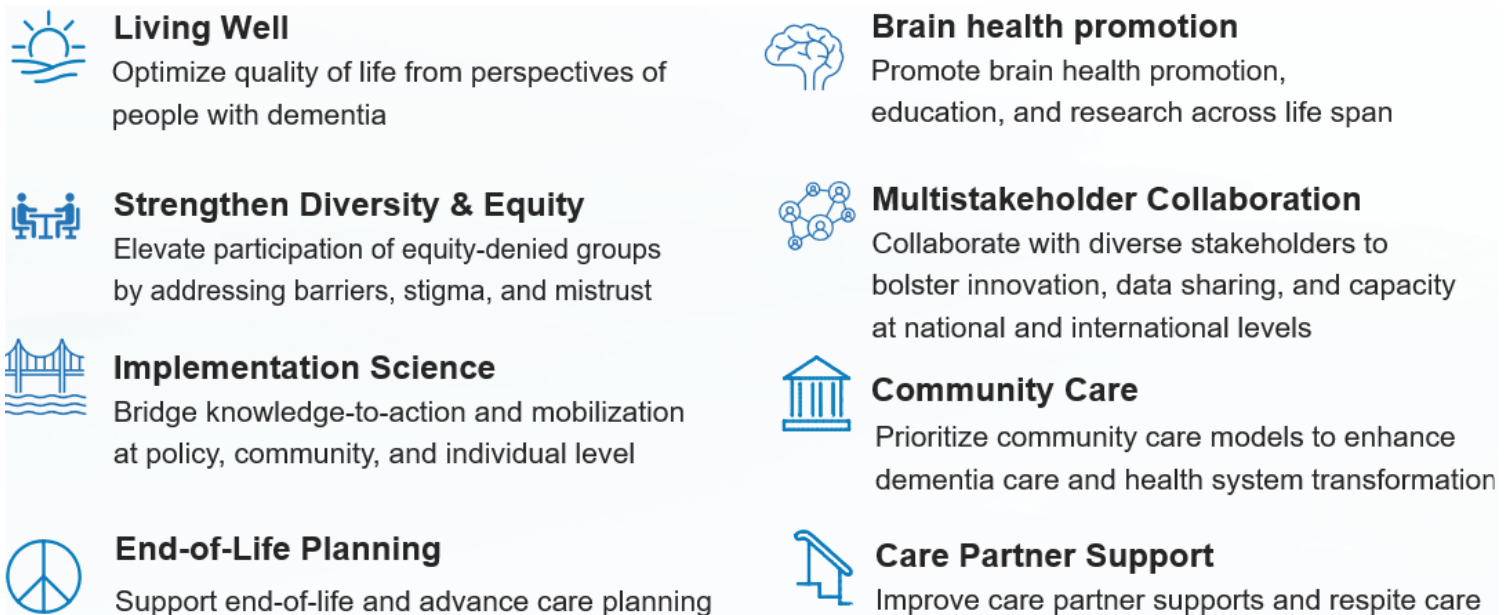 Living Well
Optimize quality of life from perspectives of
people with dementia
Strengthen Diversity & Equity
Elevate participation of equity-denied groups
by addressing barriers, stigma, and mistrust
Implementation Science
Bridge knowledge-to-action and mobilization
at policy, community, and individual level
End-of-Life Planning
Support end-of-life and advance care planning
Brain health promotion
Promote brain health promotion,
education, and research across life span
Multistakeholder Collaboration
Collaborate with diverse stakeholders to
bolster innovation, data sharing, and capacity
at national and international levels
Community Care
Prioritize community care models to enhance
dementia care and health system transformation
Care Partner Support
Improve care partner supports and respite care